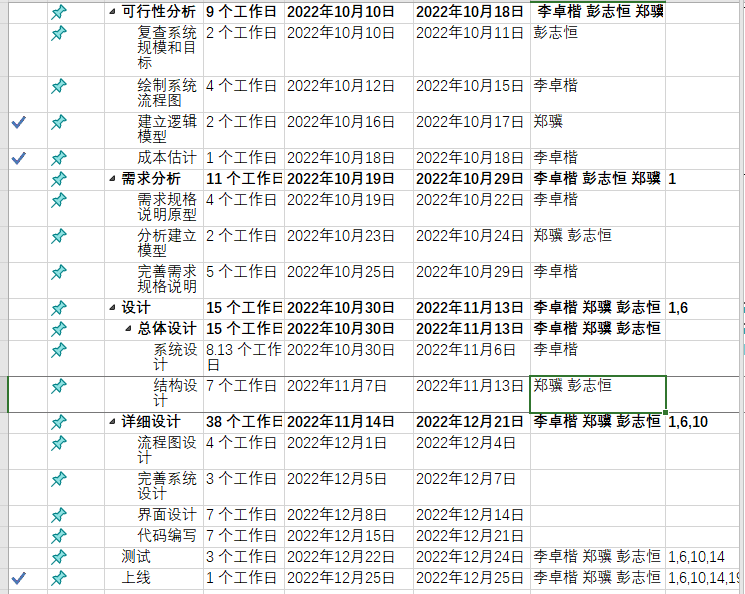 可行性分析 9 个工作日 2022年10月10日 2022年10月18日 李卓楷 彭志恒 郑骥
复查系统规模和目标 2 个工作日 2022年10月10日 2022年10月11日 彭志恒
绘制系统流程图 4 个工作日 2022年10月12日 2022年10月15日 李卓楷
建立逻辑模型 2 个工作日 2022年10月16日 2022年10月17日 郑骥
成本估计 1 个工作日 2022年10月18日 2022年10月18日 李卓楷
需求分析 11 个工作日 2022年10月19日 2022年10月29日 李卓楷 彭志恒 郑骥 1
需求规格说明原型 4 个工作日 2022年10月19日 2022年10月22日 李卓楷
分析建立模型 2 个工作日 2022年10月23日 2022年10月24日 郑骥 彭志恒
完善需求规格说明 5 个工作日 2022年10月25日 2022年10月29日 李卓楷
设计 15 个工作日 2022年10月30日 2022年11月13日 李卓楷 郑骥 彭志恒 1,6
总体设计 15 个工作日 2022年10月30日 2022年11月13日 李卓楷 郑骥 彭志恒
系统设计 8.13 个工作日 2022年10月30日 2022年11月6日 李卓楷
结构设计 7 个工作日 2022年11月7日 2022年11月13日 郑骥 彭志恒
详细设计 38 个工作日 2022年11月14日 2022年12月21日 李卓楷 郑骥 彭志恒 1,6,10
流程图设计 4 个工作日 2022年12月1日 2022年12月4日
完善系统设计 3 个工作日 2022年12月5日 2022年12月7日
界面设计 7 个工作日 2022年12月8日 2022年12月14日
代码编写 7 个工作日 2022年12月15日 2022年12月21日
测试 3 个工作日 2022年12月22日 2022年12月24日 李卓楷 郑骥 彭志恒 1,6,10,14
上线 1 个工作日 2022年12月25日 2022年12月25日 李卓楷 郑骥 彭志恒 1,6,10,14,19